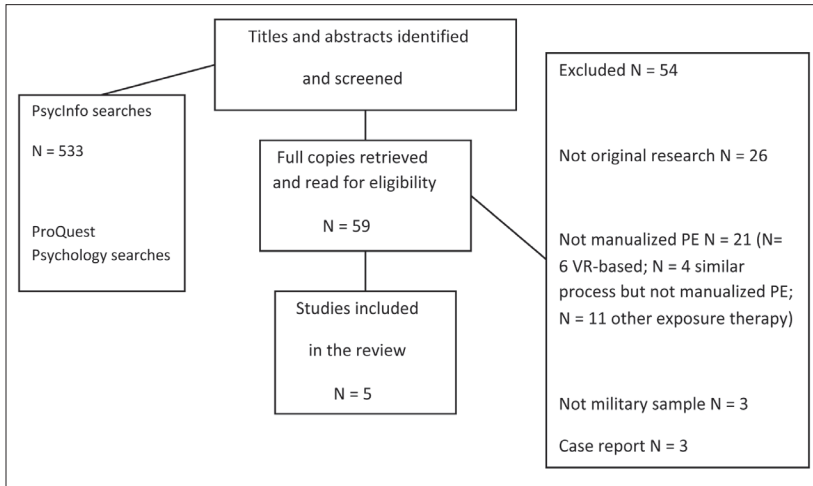 Titles and abstracts identified
and screened
PsycInfo searches
N = 533
ProQuest
Psychology searches
Full copies retrieved
and read for eligibility
N = 59
Studies included
in the review
N = 5
Excluded N = 54
Not original research N = 26
Not manualized PE N = 21 (N=
6 VR-based; N = 4 similar
process but not manualized PE;
N = 11 other exposure therapy)
Not military sample N = 3
Case report N = 3